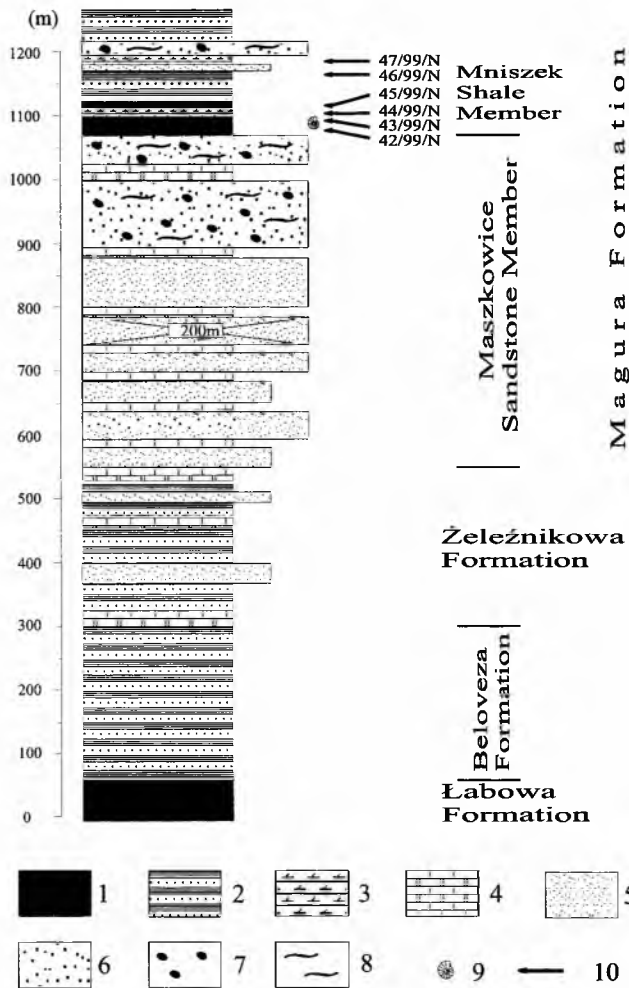 (m)
1200
1100
1000
900
800
700
600
500
400
300
200
100
0
200m
47/99/N
46/99/N
45/99/N
44/99/N
43/99/N
42/99/N
Mniszek
Shale
Member
Maszkowice
Sandstone Member
Magura Formation
Żeleźnikowa
Formation
Beloveza
Formation
Łabowa
Formation
1 2 3 4 5
6 7 8 9 10